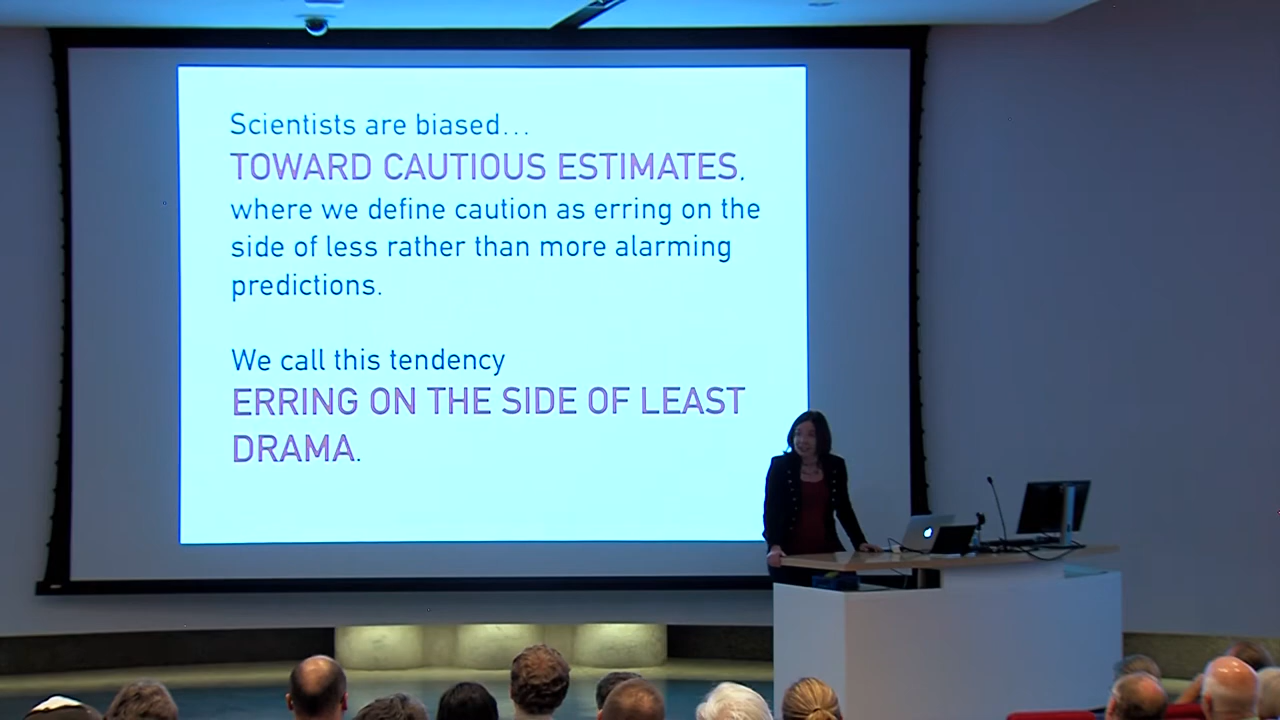 Scientists are biased...
TOWARD CAUTIOUS ESTIMATES,
where we define caution as erring on the
side of less rather than more alarming
predictions.
We call this tendency
ERRING ON THE SIDE OF LEAST
DRAMA.